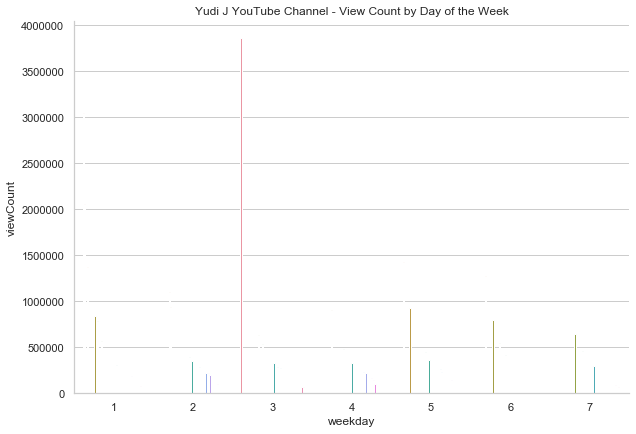 Yudi J YouTube Channel - View Count by Day of the Week
4000000
3500000
3000000
2500000
2000000
1500000
1000000
500000
0
viewCount
1 2 3 4 5 6 7
weekday